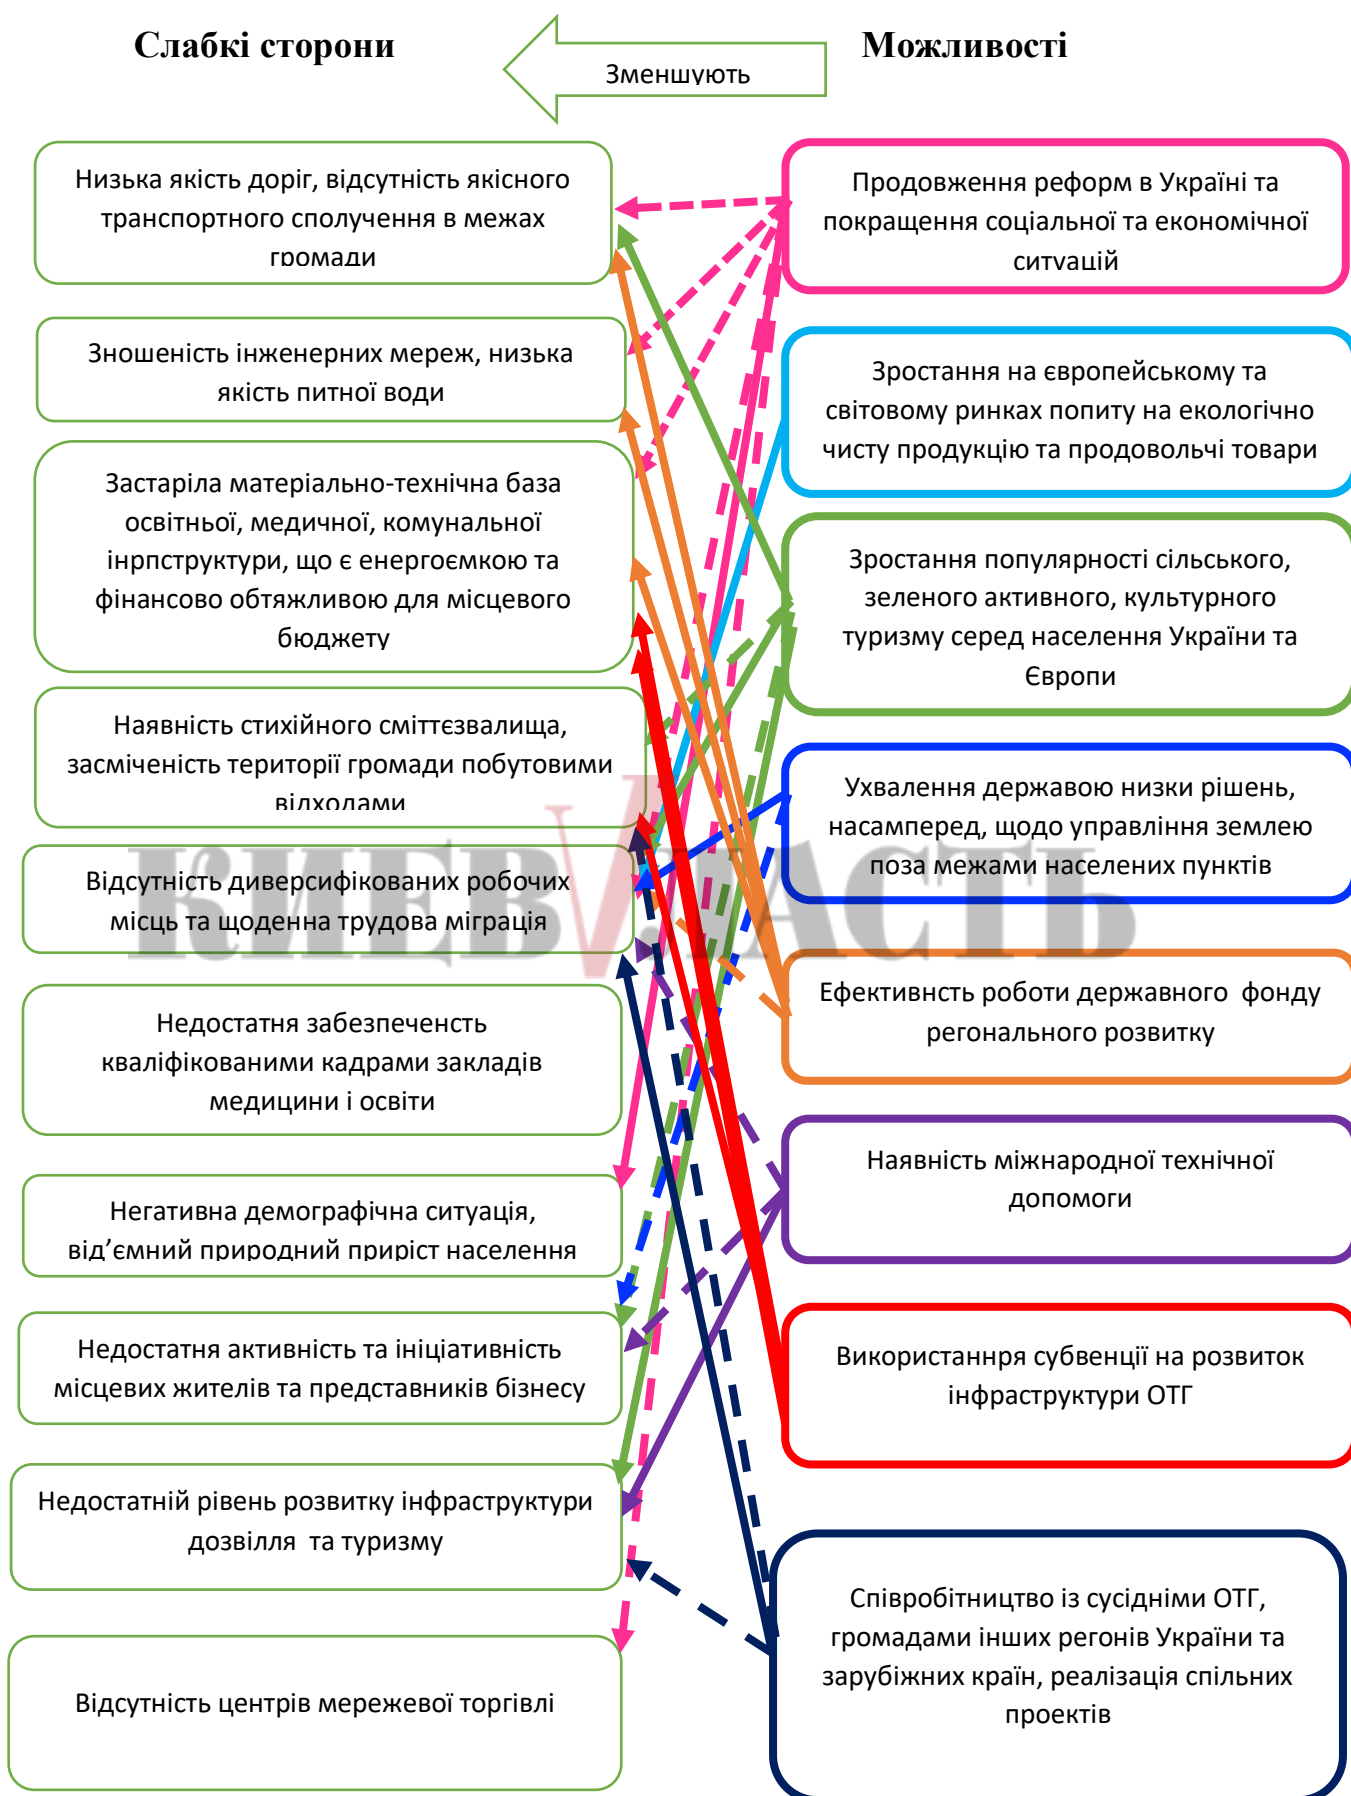 Слабкі сторони
Зменшують
Можливості
Низька якість доріг, відсутність якісного
транспортного сполучення в межах
громади
Зношеність інженерних мереж, низька
якість питної води
Застаріла матеріально-технічна база
освітньої, медичної, комунальної
інрпструктури, що є енергоємкою та
фінансово обтяжливою для місцевого
бюджету
Наявність стихійного сміттєзвалища,
засміченість території громади побутовими
відходами
Відсутність диверсифікованих робочих
місць та щоденна трудова міграція
Недостатня забезпеченсть
кваліфікованими кадрами закладів
медицини і освіти
Негативна демографічна ситуація,
від’ємний природний приріст населення
Недостатня активність та ініціативність
місцевих жителів та представників бізнесу
Недостатній рівень розвитку інфраструктури
дозвілля та туризму
Відсутність центрів мережевої торгівлі
Продовження реформ в Україні та
покращення соціальної та економічної
ситуацій
Зростання на європейському та
світовому ринках попиту на екологічно
чисту продукцію та продовольчі товари
Зростання популярності сільського,
зеленого активного, культурного
туризму серед населення України та
Європи
Ухвалення державою низки рішень,
насамперед, щодо управління землею
поза межами населених пунктів
Ефективнсть роботи державного фонду
регонального розвитку
Наявність міжнародної технічної
допомоги
Використаннря субвенції на розвиток
інфраструктури ОТГ
Співробітництво із сусідніми ОТГ,
громадами інших регонів України та
зарубіжних країн, реалізація спільних
проектів
КИЕВVЛАСТЬ